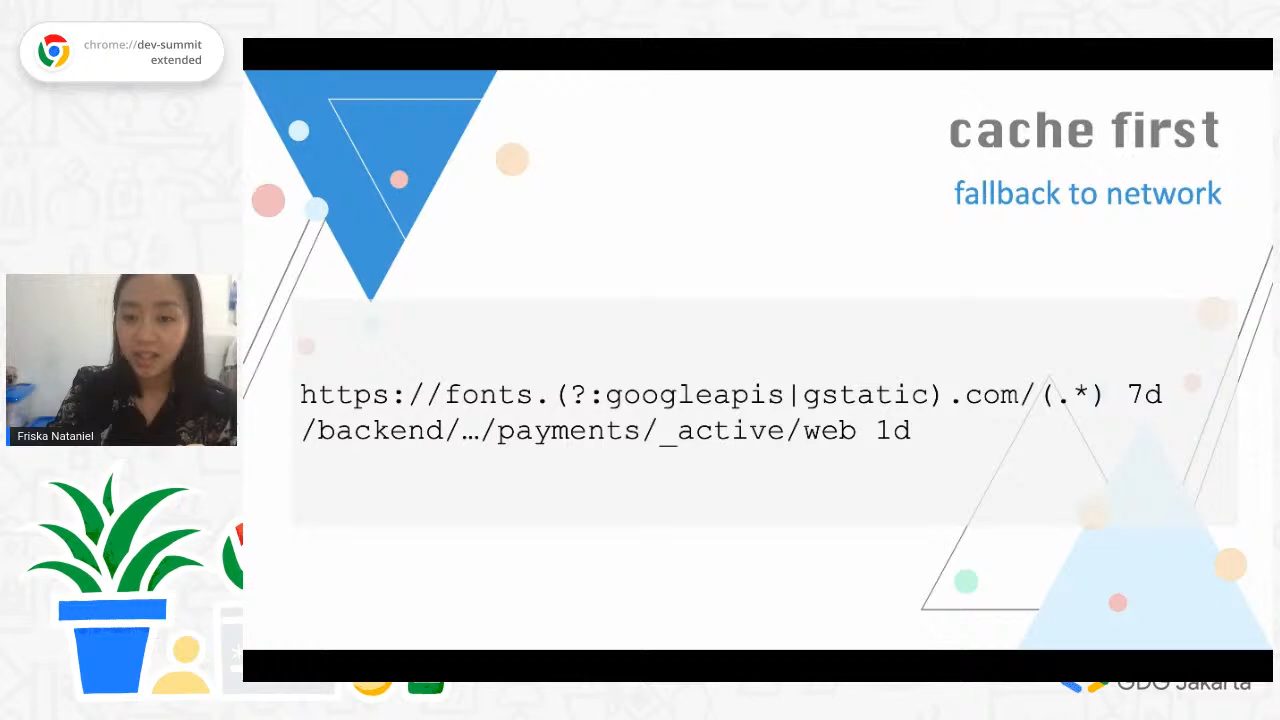 chrome://dev-summit
extended
cache first
fallback to network
https://fonts.(?:googleapis|gstatic).com/(.*) 7d
/backend/…/payments/_active/web 1d
Friska Nataniel
GDG Jakarta